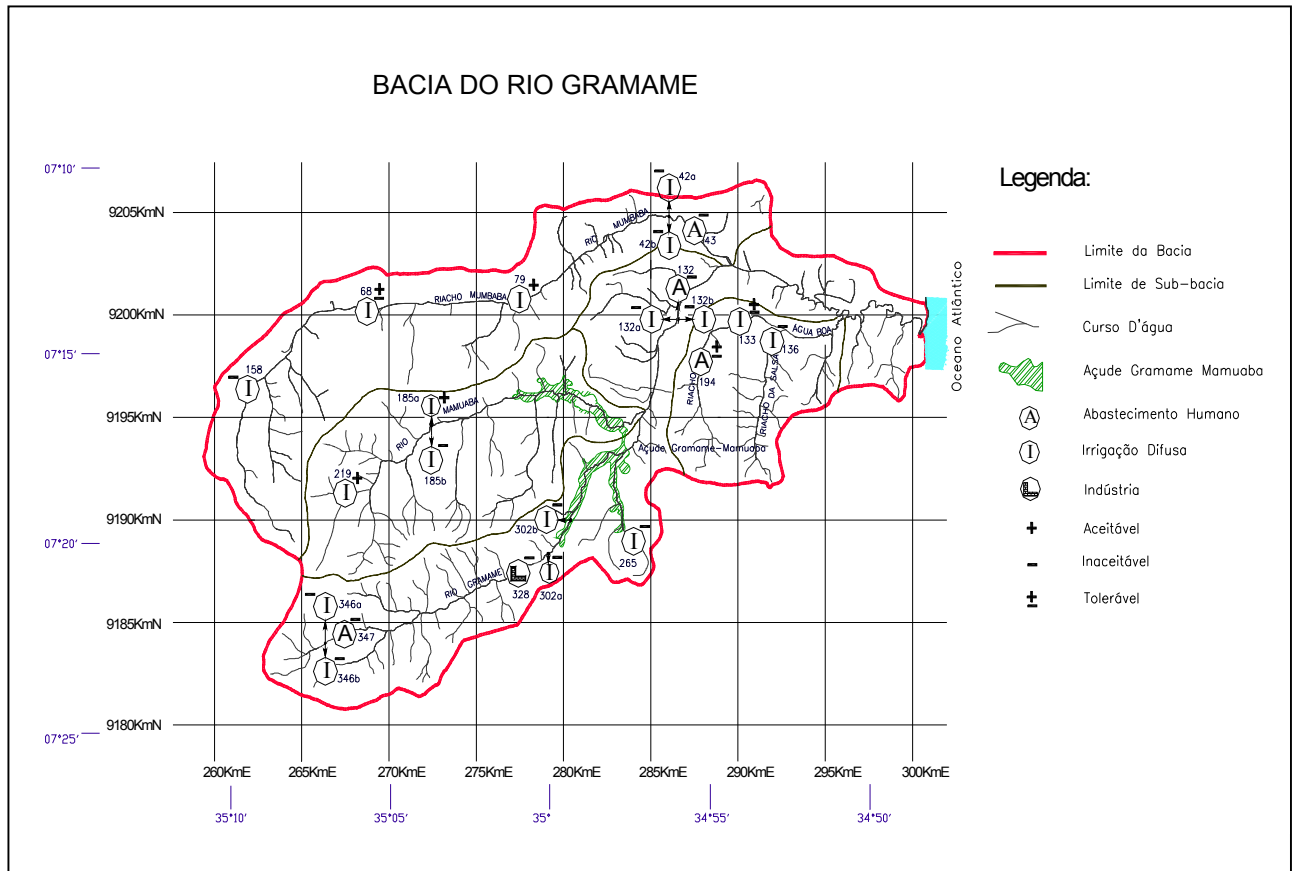 BACIA DO RIO GRAMAME
Legenda:
Limite da Bacia
Limite de Sub-bacia
Curso D'água
Açude Gramame Mamuaba
Abastecimento Humano
Irrigação Difusa
Indústria
+ Aceitável
- Inaceitável
± Tolerável
07°10'
07°15'
07°20'
07°25'
9205KmN
9200KmN
9195KmN
9190KmN
9185KmN
9180KmN
42a
RIO MUMBABA
43
42b
79
68
RIACHO MUMBABA
132
132b
132a
133
136
ÁGUA BOA
194
RIACHO
RIACHO DA SALSA
Oceano Atlântico
158
185a
RIO MAMUABA
185b
219
Açude Gramame-Mamuaba
302b
265
RIO GRAMAME
328
302a
346a
347
346b
A
I
260KmE
265KmE
270KmE
275KmE
280KmE
285KmE
290KmE
295KmE
300KmE
35°10'
35°05'
35°
34°55'
34°50'